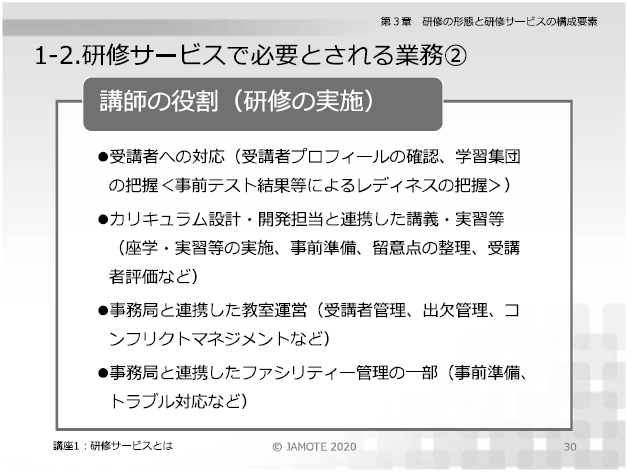 第３章　研修の形態と研修サービスの構成要素
1-2.研修サービスで必要とされる業務②
講師の役割（研修の実施）
●受講者への対応（受講者プロフィールの確認、学習集団
の把握＜事前テスト結果等によるレディネスの把握＞）
●カリキュラム設計・開発担当と連携した講義・実習等
（座学・実習等の実施、事前準備、留意点の整理、受講
者評価など）
●事務局と連携した教室運営（受講者管理、出欠管理、コ
ンフリクトマネジメントなど）
●事務局と連携したファシリティー管理の一部（事前準備、
トラブル対応など）
講座1：研修サービスとは
© JAMOTE 2020
30